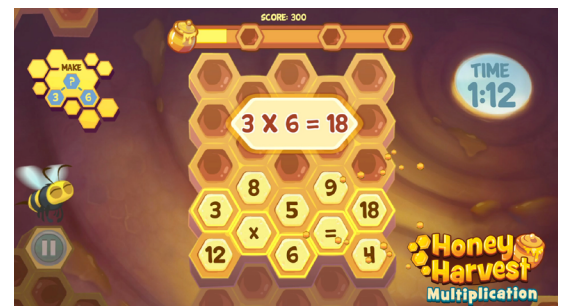 SCORE: 300
MAKE
?
3 6
TIME
1:12
3 X 6 = 18
8 9
3 5 18
x =
12 6 4
Honey
Harvest
Multiplication